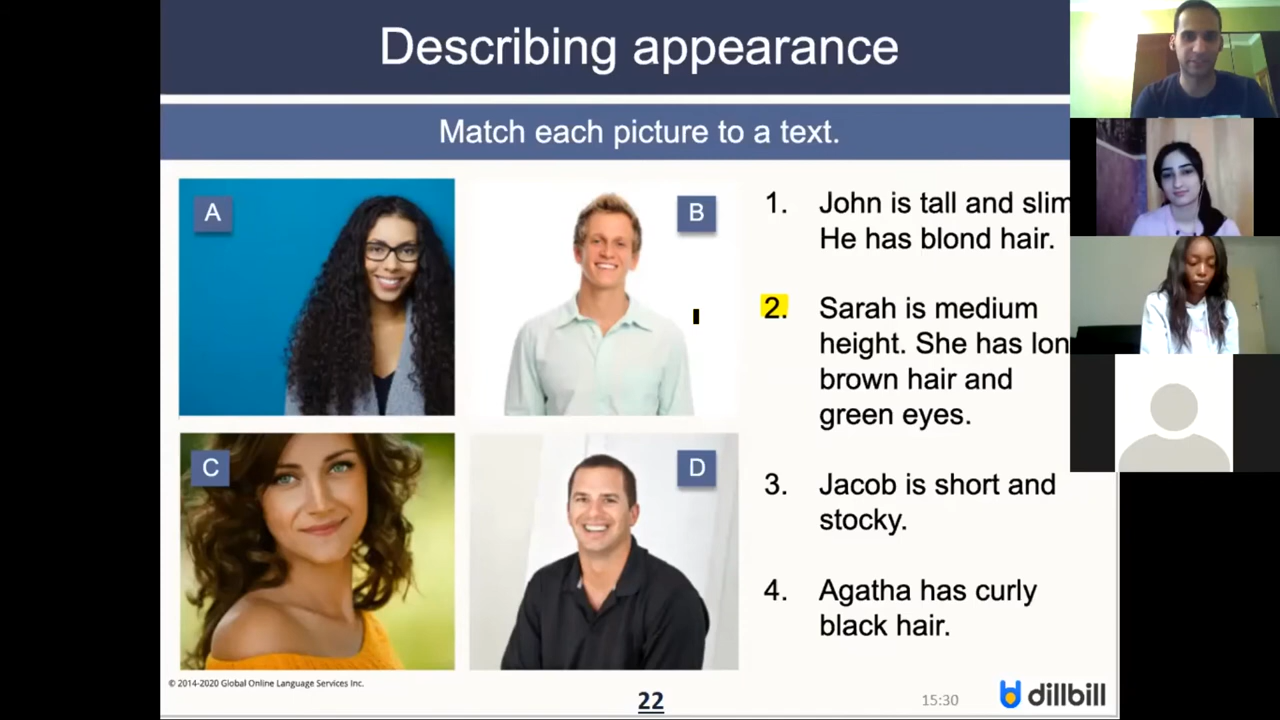 Describing appearance
Match each picture to a text.
A
B
C
D
1. John is tall and slim
He has blond hair.
2. Sarah is medium
height. She has lon
brown hair and
green eyes.
3. Jacob is short and
stocky.
4. Agatha has curly
black hair.
© 2014-2020 Global Online Language Services Inc.
22
15:30
dillbill